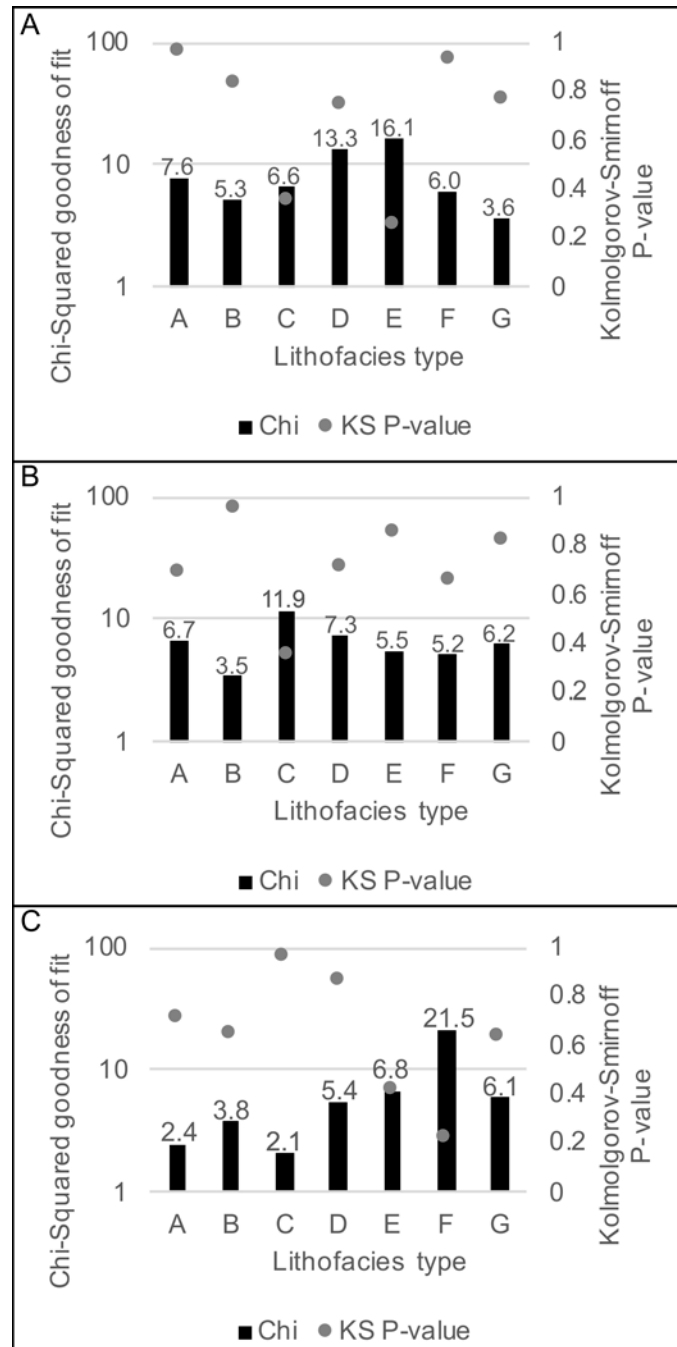 A
Chi-Squared goodness of fit
100
10
1
7.6
5.3
6.6
13.3
16.1
6.0
3.6
1
0.8
0.6
0.4
0.2
0
Kolmolgorov-Smirnoff
P-value
A B C D E F G
Lithofacies type
Chi KS P-value
B
Chi-Squared goodness of fit
100
10
1
6.7
3.5
11.9
7.3
5.5
5.2
6.2
1
0.8
0.6
0.4
0.2
0
Kolmolgorov-Smirnoff
P-value
A B C D E F G
Lithofacies type
Chi KS P-value
C
Chi-Squared goodness of fit
100
10
1
2.4
3.8
2.1
5.4
6.8
21.5
6.1
1
0.8
0.6
0.4
0.2
0
Kolmolgorov-Smirnoff
P-value
A B C D E F G
Lithofacies type
Chi KS P-value